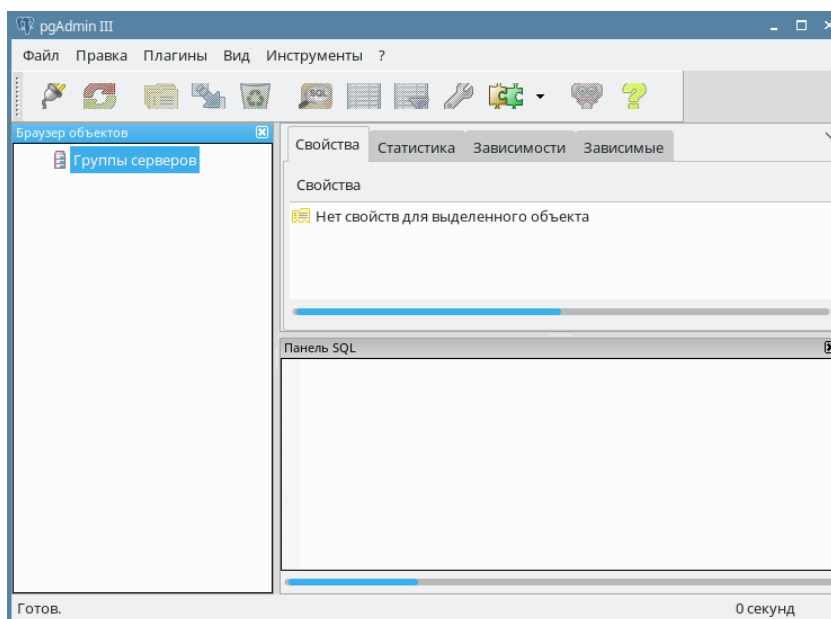 pgAdmin III
Файл Правка Плагины Вид Инструменты ?
SQL
Браузер объектов
Группы серверов
Свойства Статистика Зависимости Зависимые
Свойства
Нет свойств для выделенного объекта
Панель SQL
Готов.
0 секунд